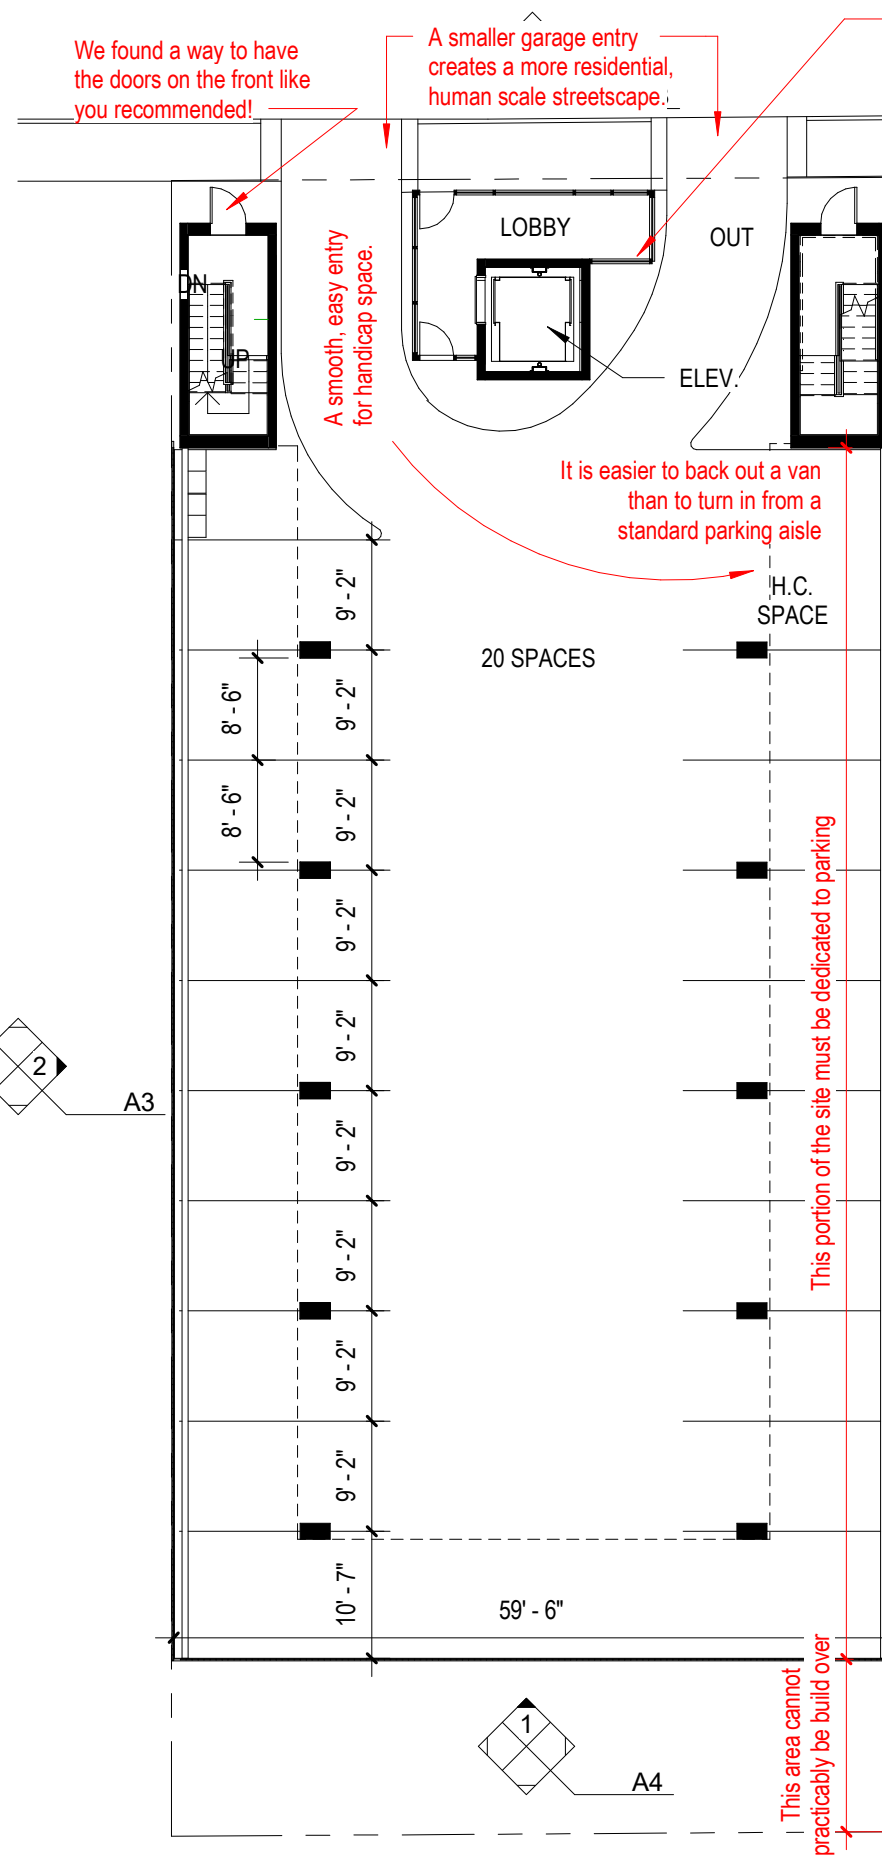 We found a way to have
the doors on the front like
you recommended!
A smaller garage entry
creates a more residential,
human scale streetscape.
LOBBY
OUT
DN
UP
A smooth, easy entry
for handicap space.
ELEV.
It is easier to back out a van
than to turn in from a
standard parking aisle
H.C.
SPACE
20 SPACES
9' - 2"
9' - 2"
9' - 2"
9' - 2"
9' - 2"
9' - 2"
9' - 2"
9' - 2"
9' - 2"
10' - 7"
8' - 6"
8' - 6"
This portion of the site must be dedicated to parking
2
A3
59' - 6"
1
A4
This area cannot
practicably be build over